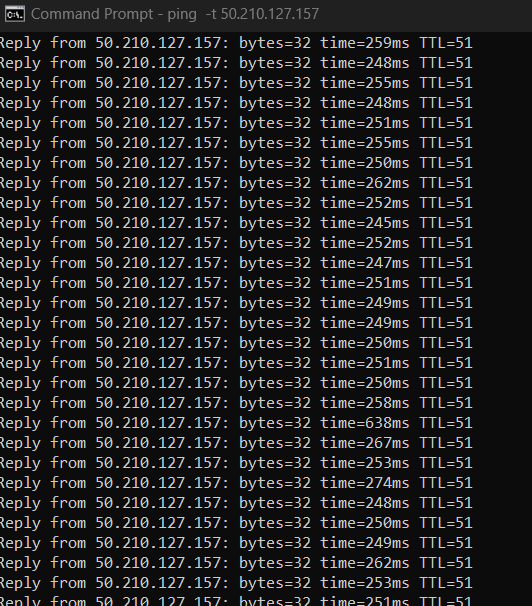 Command Prompt - ping  -t 50.210.127.157
Reply from 50.210.127.157: bytes=32 time=259ms TTL=51
Reply from 50.210.127.157: bytes=32 time=248ms TTL=51
Reply from 50.210.127.157: bytes=32 time=255ms TTL=51
Reply from 50.210.127.157: bytes=32 time=248ms TTL=51
Reply from 50.210.127.157: bytes=32 time=251ms TTL=51
Reply from 50.210.127.157: bytes=32 time=255ms TTL=51
Reply from 50.210.127.157: bytes=32 time=250ms TTL=51
Reply from 50.210.127.157: bytes=32 time=262ms TTL=51
Reply from 50.210.127.157: bytes=32 time=252ms TTL=51
Reply from 50.210.127.157: bytes=32 time=245ms TTL=51
Reply from 50.210.127.157: bytes=32 time=252ms TTL=51
Reply from 50.210.127.157: bytes=32 time=247ms TTL=51
Reply from 50.210.127.157: bytes=32 time=251ms TTL=51
Reply from 50.210.127.157: bytes=32 time=249ms TTL=51
Reply from 50.210.127.157: bytes=32 time=249ms TTL=51
Reply from 50.210.127.157: bytes=32 time=250ms TTL=51
Reply from 50.210.127.157: bytes=32 time=251ms TTL=51
Reply from 50.210.127.157: bytes=32 time=250ms TTL=51
Reply from 50.210.127.157: bytes=32 time=258ms TTL=51
Reply from 50.210.127.157: bytes=32 time=638ms TTL=51
Reply from 50.210.127.157: bytes=32 time=267ms TTL=51
Reply from 50.210.127.157: bytes=32 time=253ms TTL=51
Reply from 50.210.127.157: bytes=32 time=274ms TTL=51
Reply from 50.210.127.157: bytes=32 time=248ms TTL=51
Reply from 50.210.127.157: bytes=32 time=250ms TTL=51
Reply from 50.210.127.157: bytes=32 time=249ms TTL=51
Reply from 50.210.127.157: bytes=32 time=262ms TTL=51
Reply from 50.210.127.157: bytes=32 time=253ms TTL=51
Reply from 50.210.127.157: bytes=32 time=251ms TTL=51